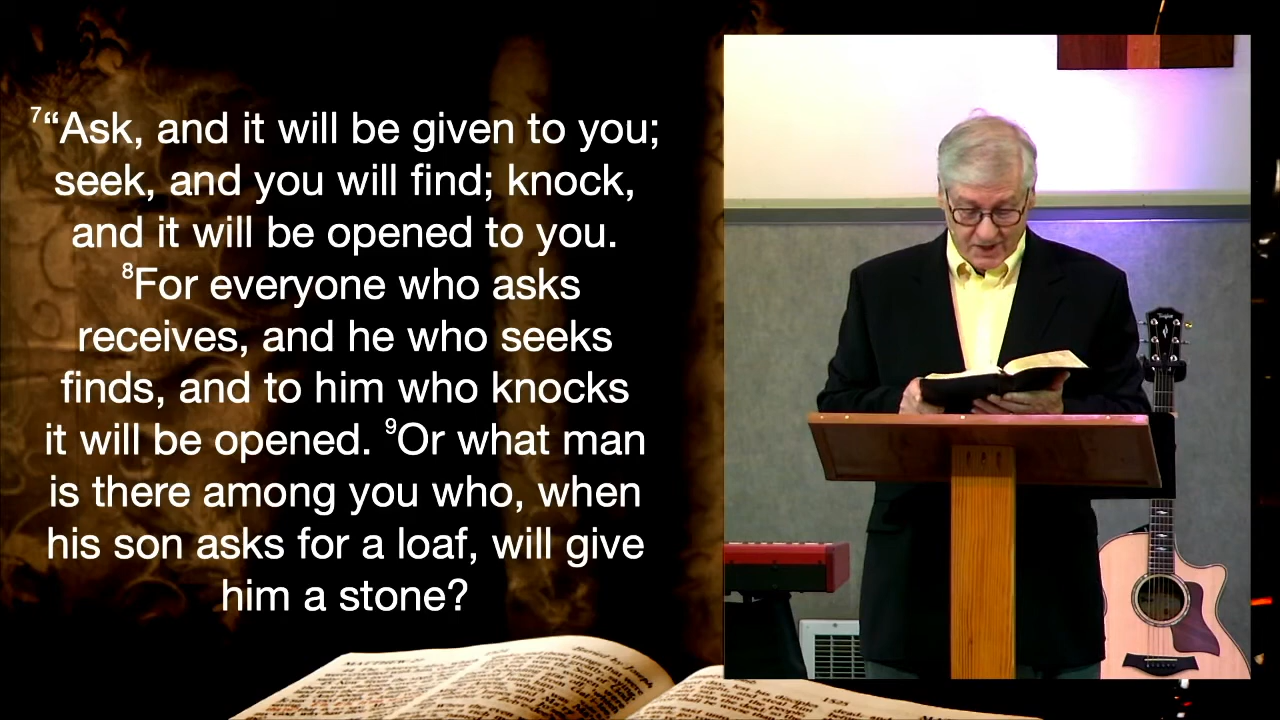 ⁷“Ask, and it will be given to you;
seek, and you will find; knock,
and it will be opened to you.
⁸For everyone who asks
receives, and he who seeks
finds, and to him who knocks
it will be opened. ⁹Or what man
is there among you who, when
his son asks for a loaf, will give
him a stone?